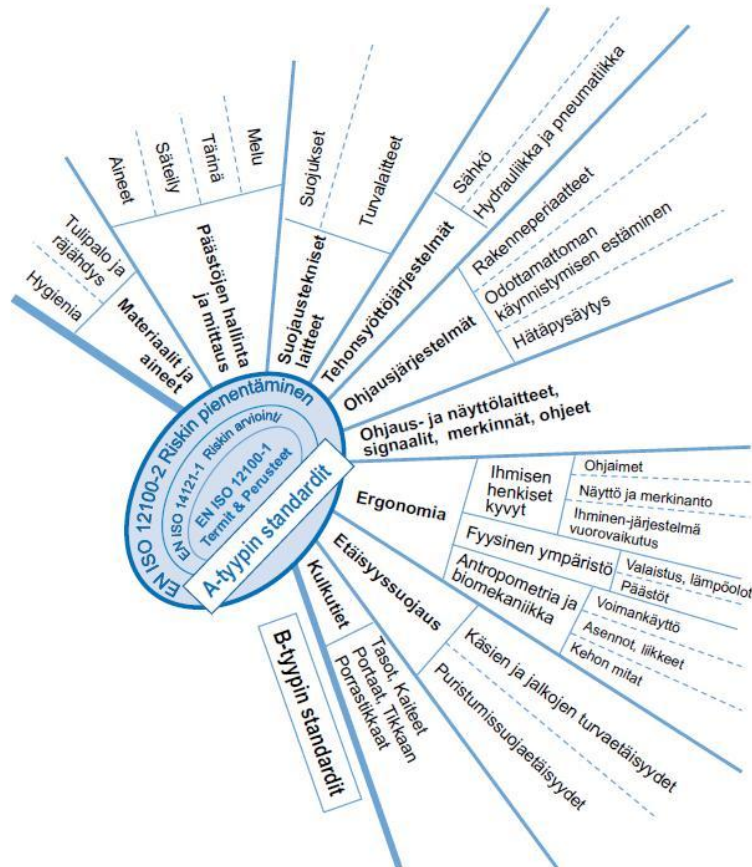 Hygienia
Tulipalo ja
räjähdys
Materiaalit ja
aineet
Aineet
Säteily
Tärinä
Melu
Päästöjen hallinta
ja mittaus
Suojukset
Turvalaitteet
Suojaustekniset
laitteet
Sähkö
Hydrauliikka ja pneumatiikka
Tehonsyöttöjärjestelmät
Rakenneperiaatteet
Odottamattoman
käynnistymisen estäminen
Hätäpysäytys
Ohjausjärjestelmät
Ohjaus- ja näyttölaitteet,
signaalit, merkinnät, ohjeet
Ergonomia
Ihmisen
henkiset
kyvyt
Ohjaimet
Näyttö ja merkinanto
Ihminen-järjestelmä
vuorovaikutus
Fyysinen ympäristö
Valaistus, lämpöolot
Päästöt
Antropometria ja
biomekaniikka
Voimankäyttö
Asennot, liikkeet
Kehon mitat
Etäisyyssuojaus
Käsien ja jalkojen turvaetäisyydet
Puristumissuojaetäisyydet
Kulkutiet
Tasot, Kaiteet
Portaat, Tikkaan
Porrastikkaat
EN ISO 12100-2 Riskin pienentäminen
EN ISO 14121-1 Riskin arviointi
EN ISO 12100-1
Termit & Perusteet
A-tyypin standardit
B-tyypin standardit